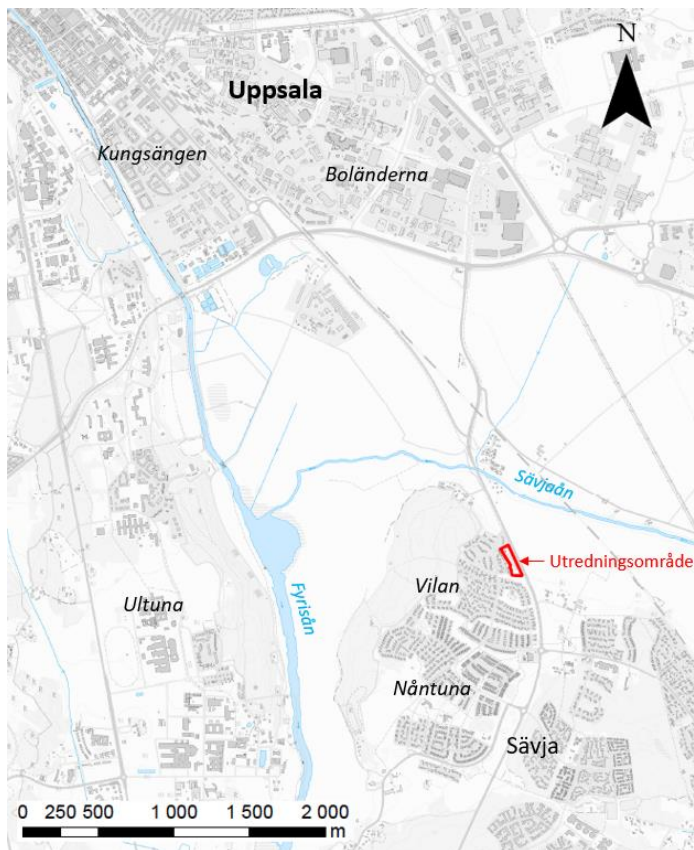 N
Uppsala
Kungsängen
Boländerna
Sävjaån
Utredningsområde
Vilan
Ultuna
Fyrisån
Nåntuna
Sävja
0 250 500 1 000 1 500 2 000
m